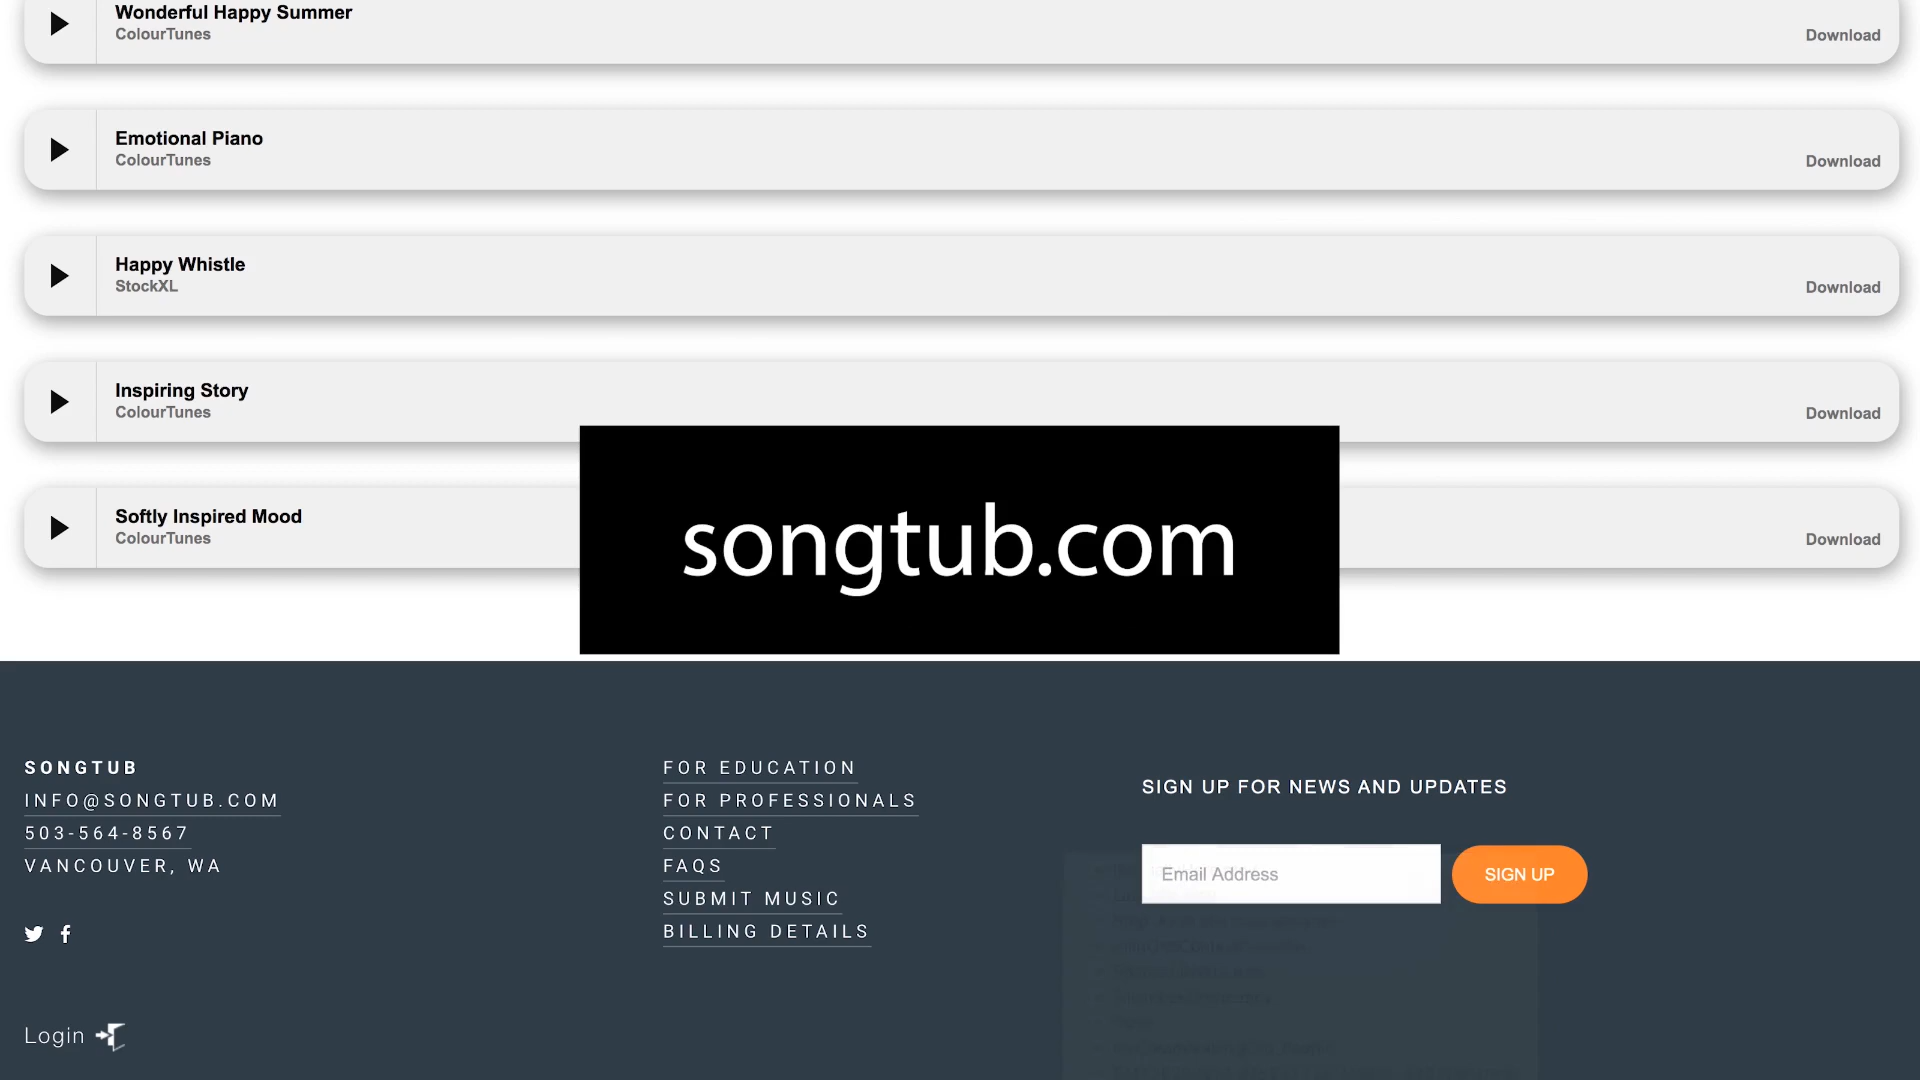 Wonderful Happy Summer
ColourTunes
Download
Emotional Piano
ColourTunes
Download
Happy Whistle
StockXL
Download
Inspiring Story
ColourTunes
Download
Softly Inspired Mood
ColourTunes
Download
songtub.com
SONGTUB
INFO@SONGTUB.COM
503-564-8567
VANCOUVER, WA
Login
FOR EDUCATION
FOR PROFESSIONALS
CONTACT
FAQS
SUBMIT MUSIC
BILLING DETAILS
SIGN UP FOR NEWS AND UPDATES
Email Address
SIGN UP